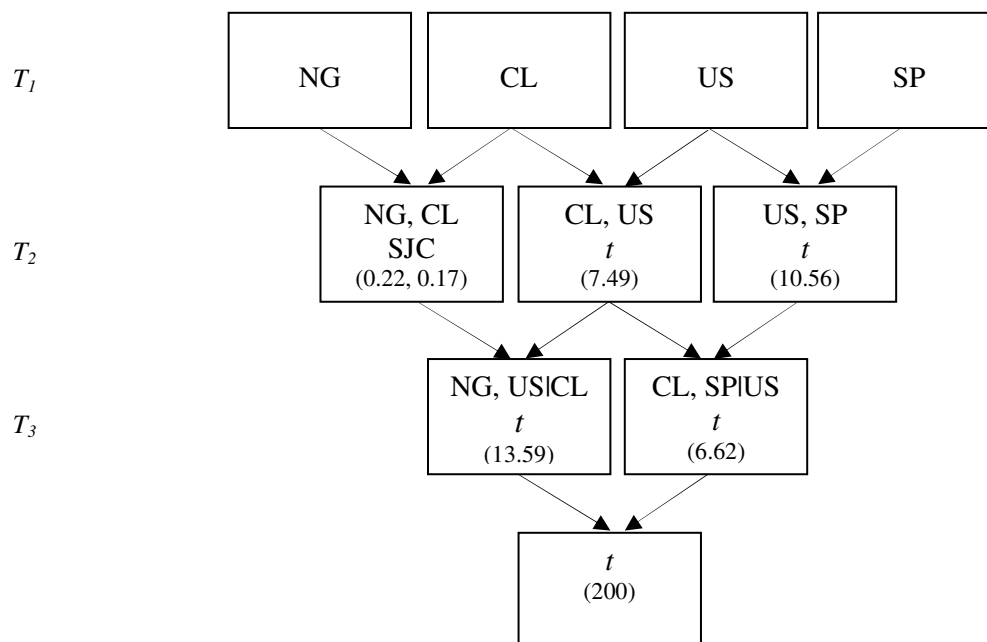 T1
NG
CL
US
SP
T2
NG, CL
SJC
(0.22, 0.17)
CL, US
t
(7.49)
US, SP
t
(10.56)
T3
NG, US|CL
t
(13.59)
CL, SP|US
t
(6.62)
t
(200)